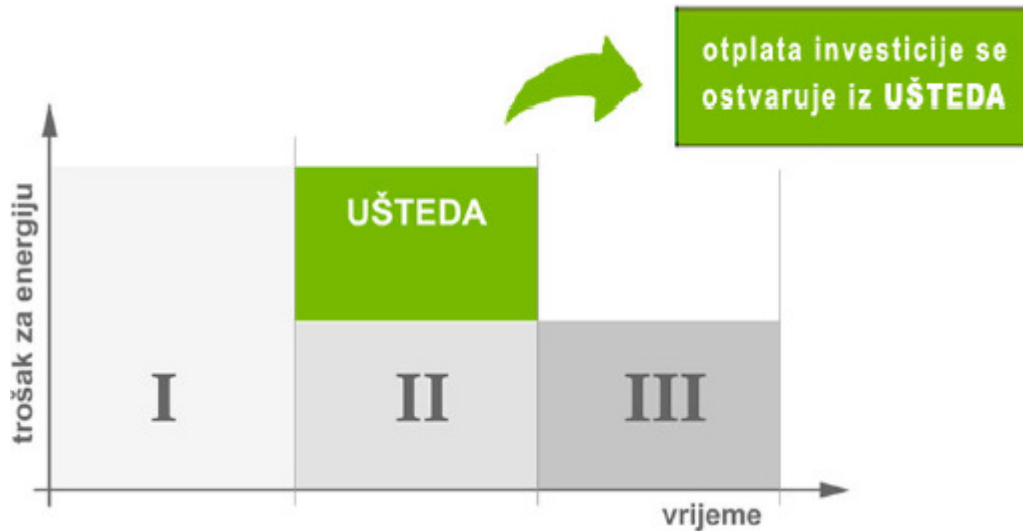 otplata investicije se
ostvaruje iz UŠTEDA
trošak za energiju
UŠTEDA
I
II
III
vrijeme